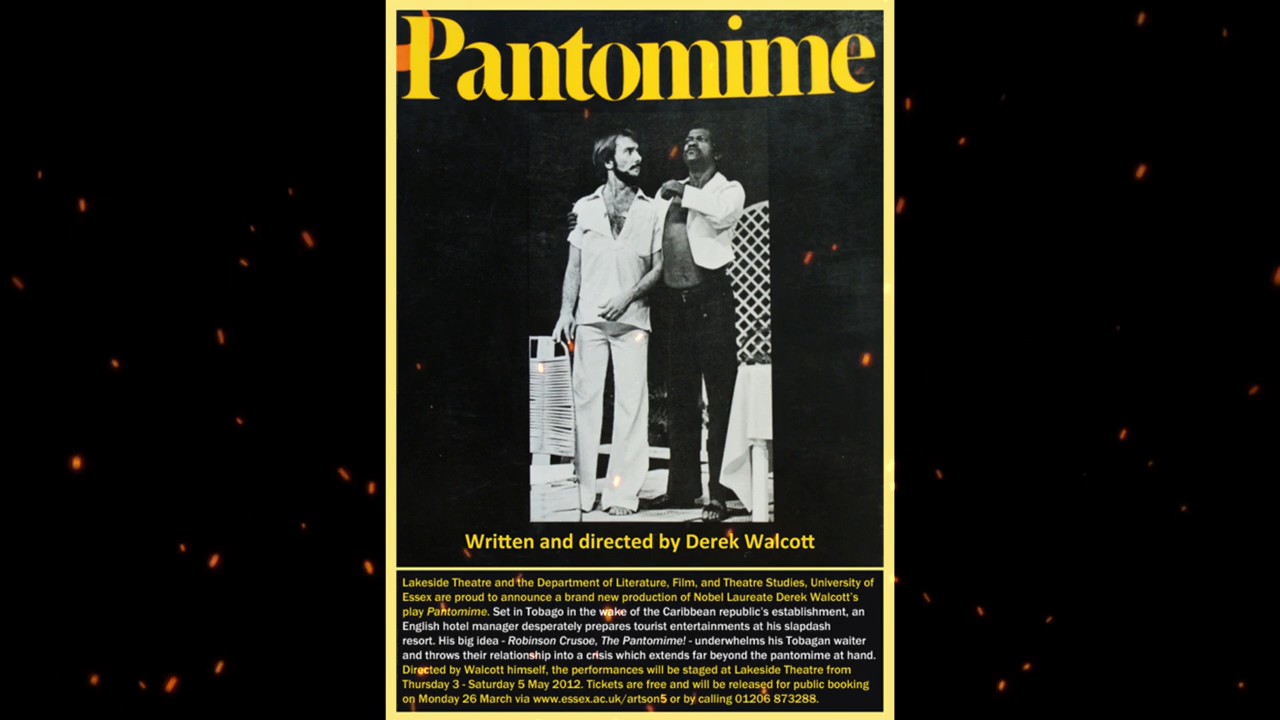 Pantomime
Written and directed by Derek Walcott
Lakeside Theatre and the Department of Literature, Film, and Theatre Studies, University of
Essex are proud to announce a brand new production of Nobel Laureate Derek Walcott's
play Pantomime. Set in Tobago in the wake of the Caribbean republic's establishment, an
English hotel manager desperately prepares tourist entertainments at his slapdash
resort. His big idea - Robinson Crusoe, The Pantomime! - underwhelms his Tobagan waiter
and throws their relationship into a crisis which extends far beyond the pantomime at hand.
Directed by Walcott himself, the performances will be staged at Lakeside Theatre from
Thursday 3 - Saturday 5 May 2012. Tickets are free and will be released for public booking
on Monday 26 March via www.essex.ac.uk/artson5 or by calling 01206 873288.